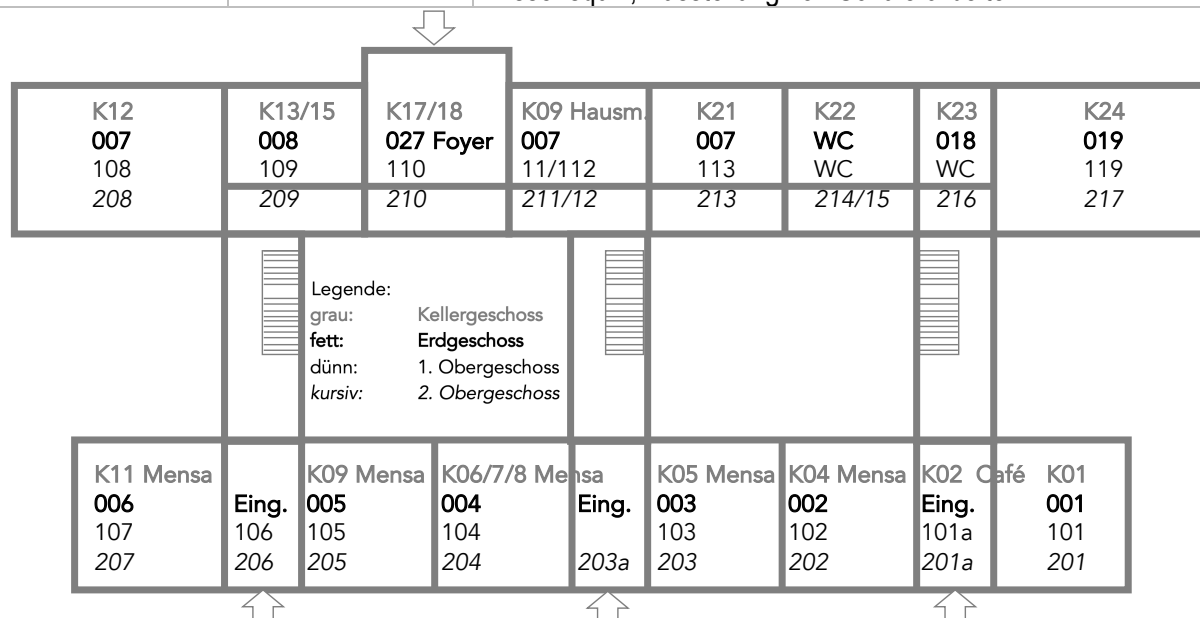 K12 K13/15 K17/18 K09 Hausm. K21 K22 K23 K24
007 008 027 Foyer 007 007 WC 018 019
108 109 110 11/112 113 WC WC 119
208 209 210 211/12 213 214/15 216 217
Legende:
grau: Kellergeschoss
fett: Erdgeschoss
dünn: 1. Obergeschoss
kursiv: 2. Obergeschoss
K11 Mensa K09 Mensa K06/7/8 Mensa K05 Mensa K04 Mensa K02 Café K01
006 Eing. 005 004 Eing. 003 002 Eing. 001
107 106 105 104 103 102 101a 101
207 206 205 204 203a 203 202 201a 201